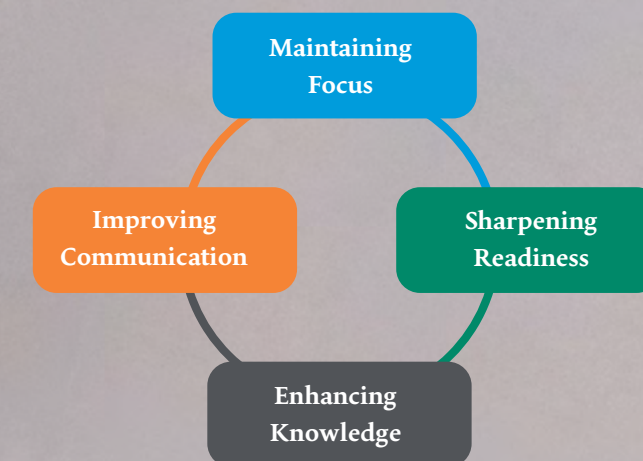 Maintaining
Focus
Improving
Communication
Sharpening
Readiness
Enhancing
Knowledge